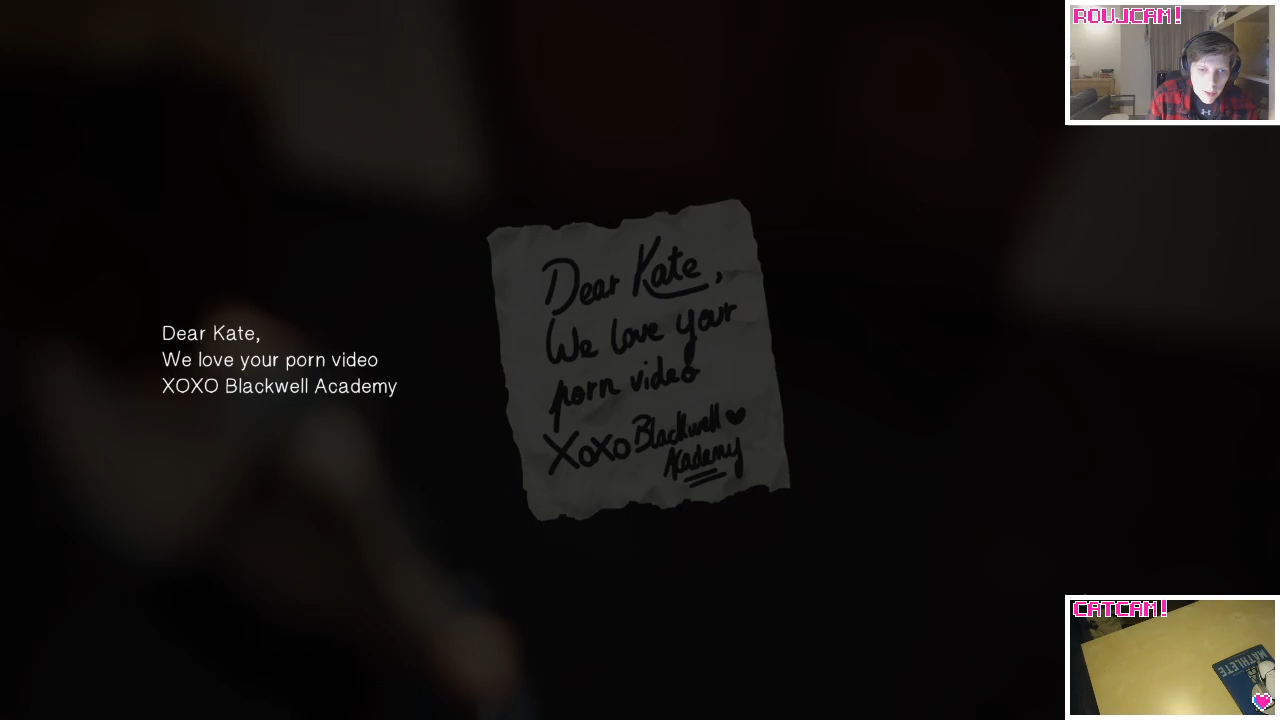 ROUJCAM!
Dear Kate,
We love your
porn video
XOXO Blackwell
Academy
Dear Kate,
We love your porn video
XOXO Blackwell Academy
CATCAM!
MATHLETE